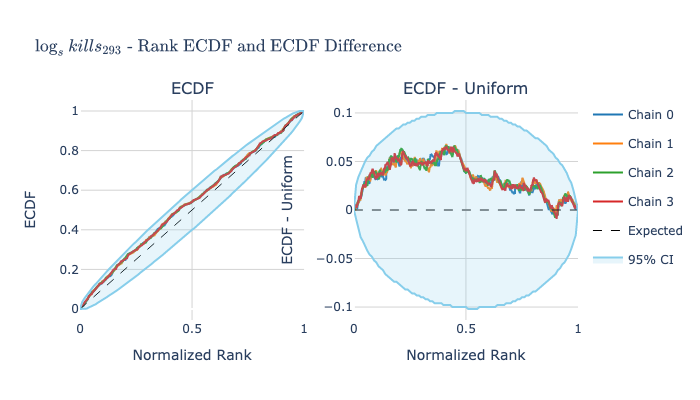 logₛ kills₂₉₃ - Rank ECDF and ECDF Difference
ECDF
ECDF
1
0.8
0.6
0.4
0.2
0
0 0.5 1
Normalized Rank
ECDF - Uniform
ECDF - Uniform
0.1
0.05
0
−0.05
−0.1
0 0.5 1
Normalized Rank
Chain 0
Chain 1
Chain 2
Chain 3
Expected
95% CI